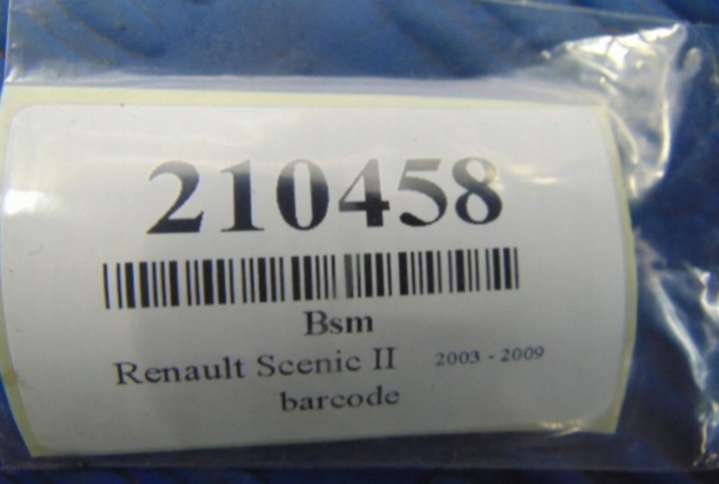 210458
Bsm
Renault Scenic II 2003 - 2009
barcode